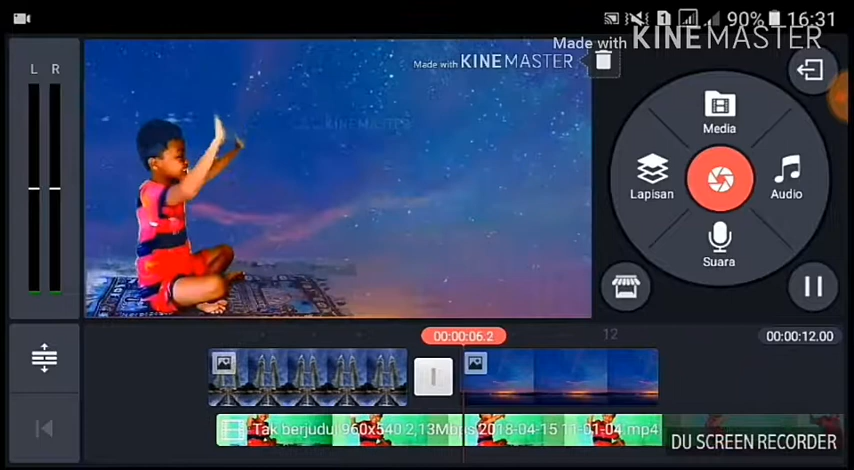 90% 16:31
Made with KINEMASTER
Made with KINEMASTER
KINEMASTER
L R
Media
Lapisan
Audio
Suara
00:00:06.2
12
00:00:12.00
Tak berjudul 960x540 2,13Mbps 2018-04-15 11-01-04.mp4
DU SCREEN RECORDER